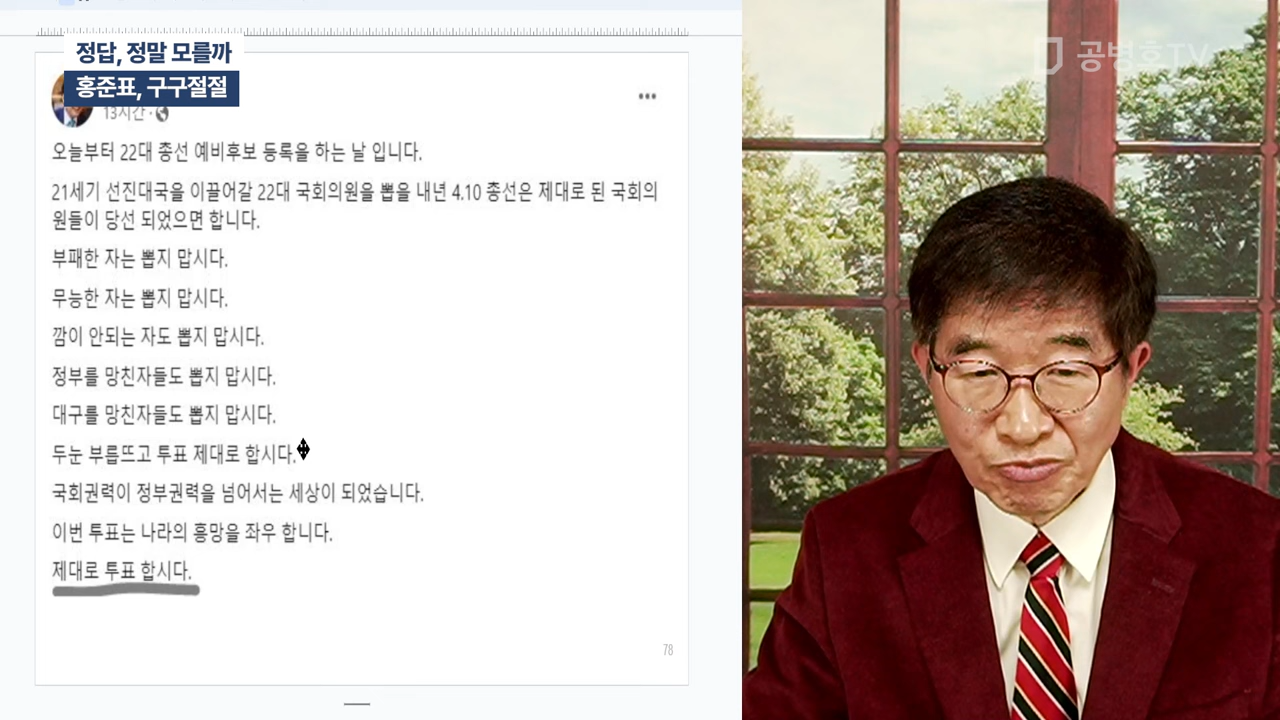 정답, 정말 모를까
홍준표, 구구절절
공병호TV
13시간
오늘부터 22대 총선 예비후보 등록을 하는 날 입니다.
21세기 선진대국을 이끌어갈 22대 국회의원을 뽑을 내년 4.10 총선은 제대로 된 국회의
원들이 당선 되었으면 합니다.
부패한 자는 뽑지 맙시다.
무능한 자는 뽑지 맙시다.
깜이 안되는 자도 뽑지 맙시다.
정부를 망친자들도 뽑지 맙시다.
대구를 망친자들도 뽑지 맙시다.
두눈 부릅뜨고 투표 제대로 합시다.
국회권력이 정부권력을 넘어서는 세상이 되었습니다.
이번 투표는 나라의 흥망을 좌우 합니다.
제대로 투표 합시다.
78